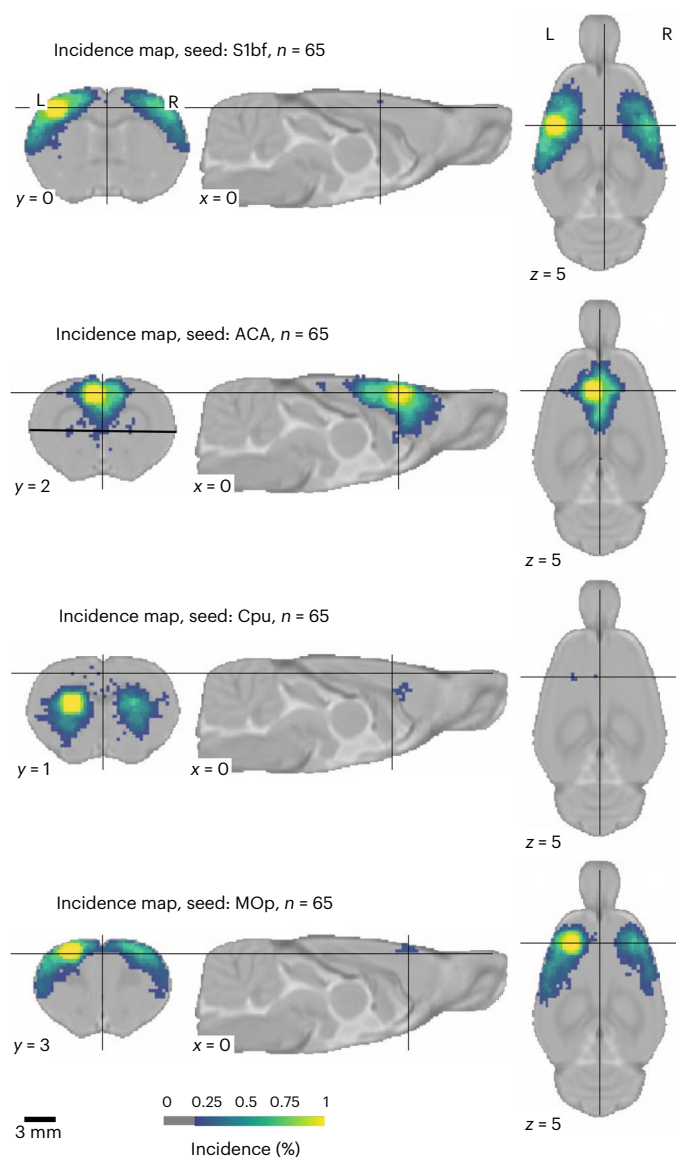 Incidence map, seed: S1bf, n = 65
L R
L R
y = 0
x = 0
z = 5
Incidence map, seed: ACA, n = 65
y = 2
x = 0
z = 5
Incidence map, seed: Cpu, n = 65
y = 1
x = 0
z = 5
Incidence map, seed: MOp, n = 65
y = 3
x = 0
z = 5
0 0.25 0.75 1
3 mm
Incidence (%)